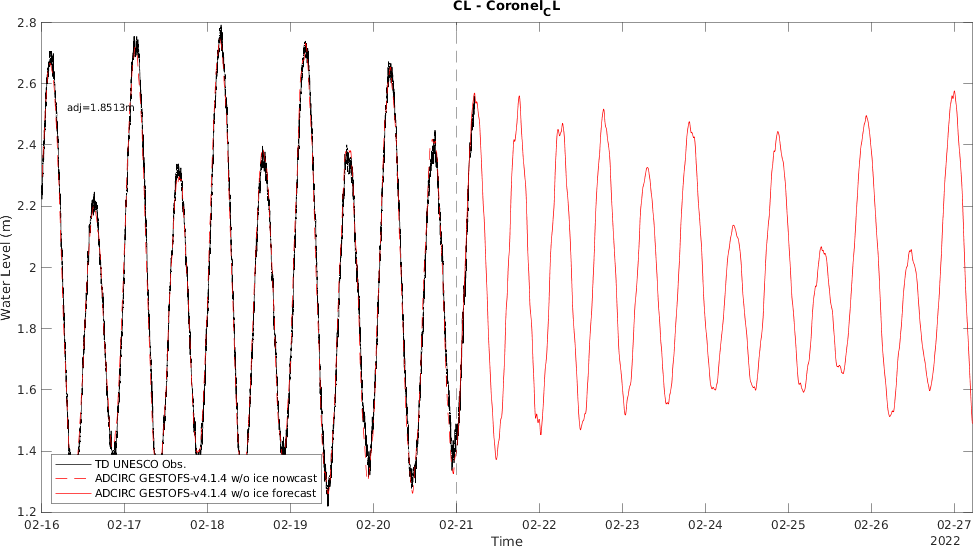 CL - Coronel_CL
2.8
2.6
2.4
2.2
2
1.8
1.6
1.4
1.2
Water Level (m)
adj=1.8513m
TD UNESCO Obs.
ADCIRC GESTOFS-v4.1.4 w/o ice nowcast
ADCIRC GESTOFS-v4.1.4 w/o ice forecast
02-16 02-17 02-18 02-19 02-20 02-21 02-22 02-23 02-24 02-25 02-26 02-27
Time
2022